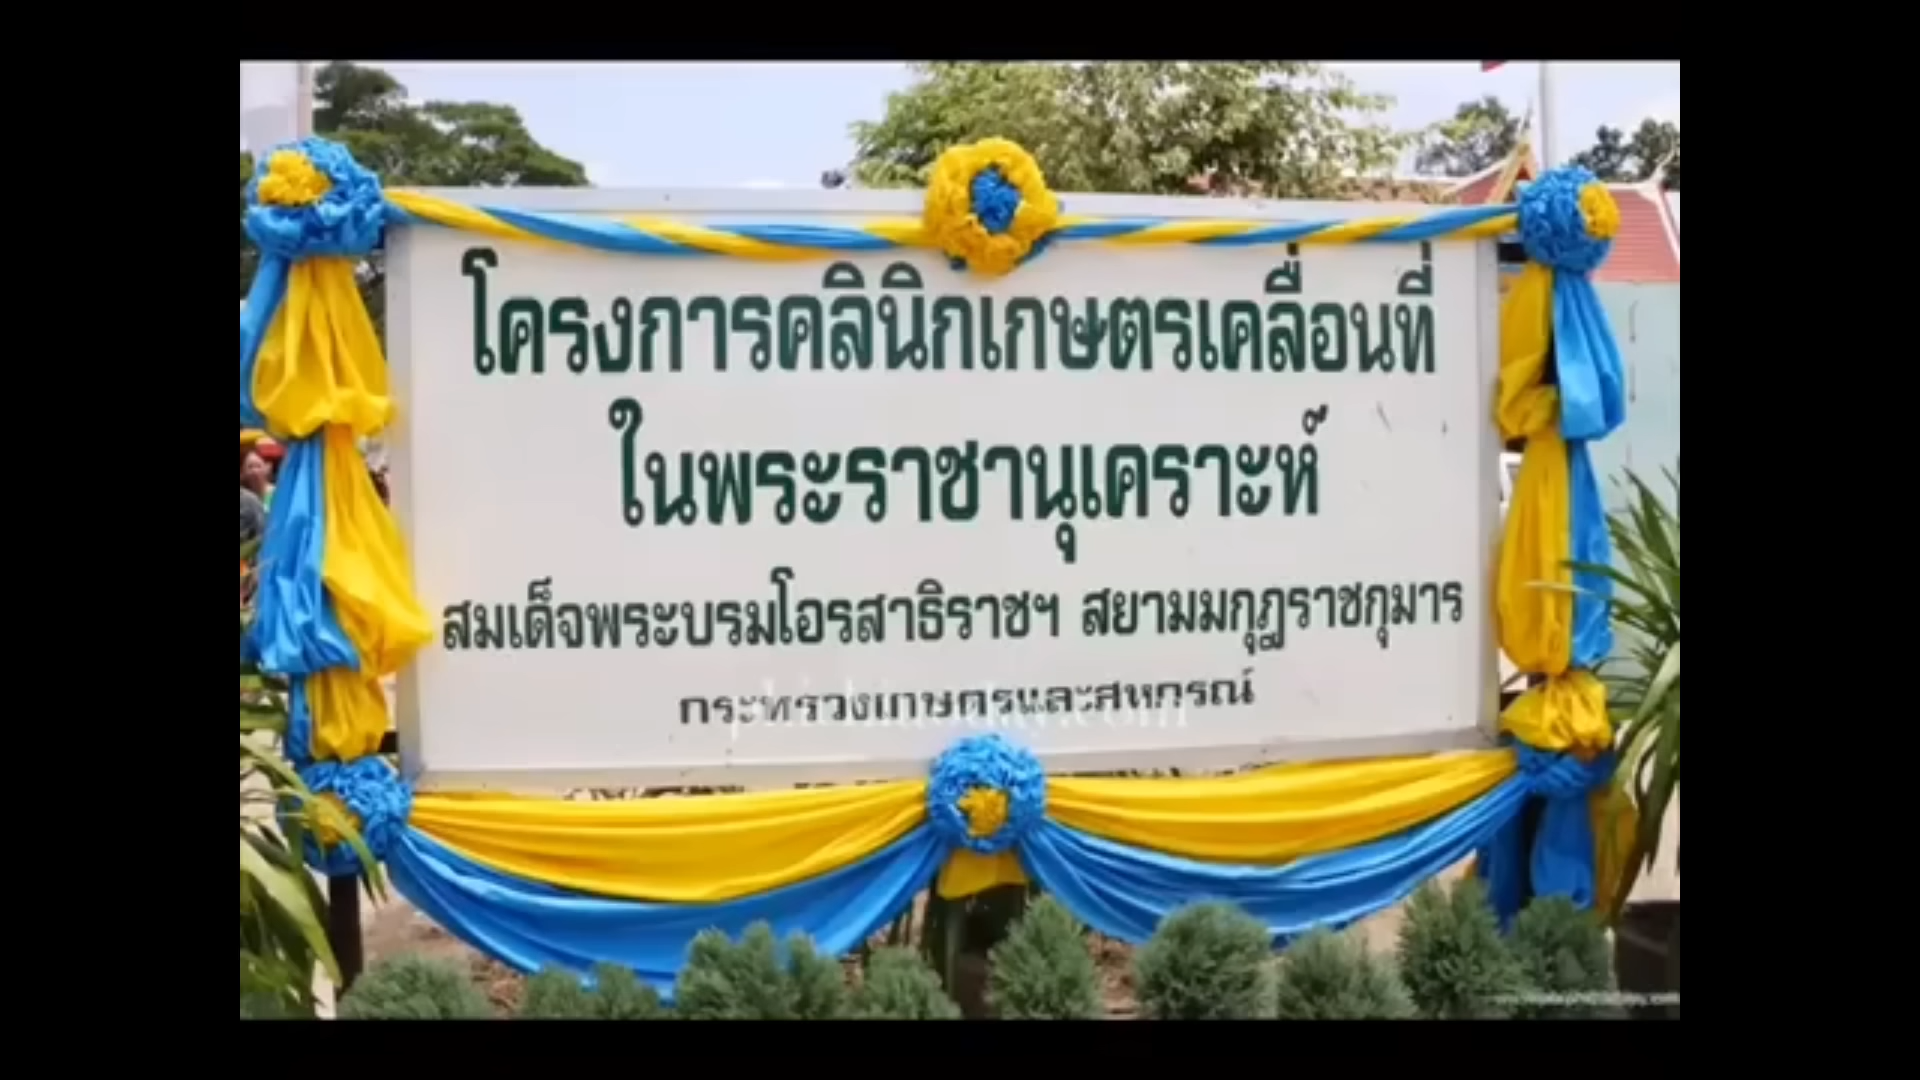 โครงการคลินิกเกษตรเคลื่อนที่
ในพระราชานุเคราะห์
สมเด็จพระบรมโอรสาธิราชฯ สยามมกุฎราชกุมาร
กระทรวงเกษตรและสหกรณ์